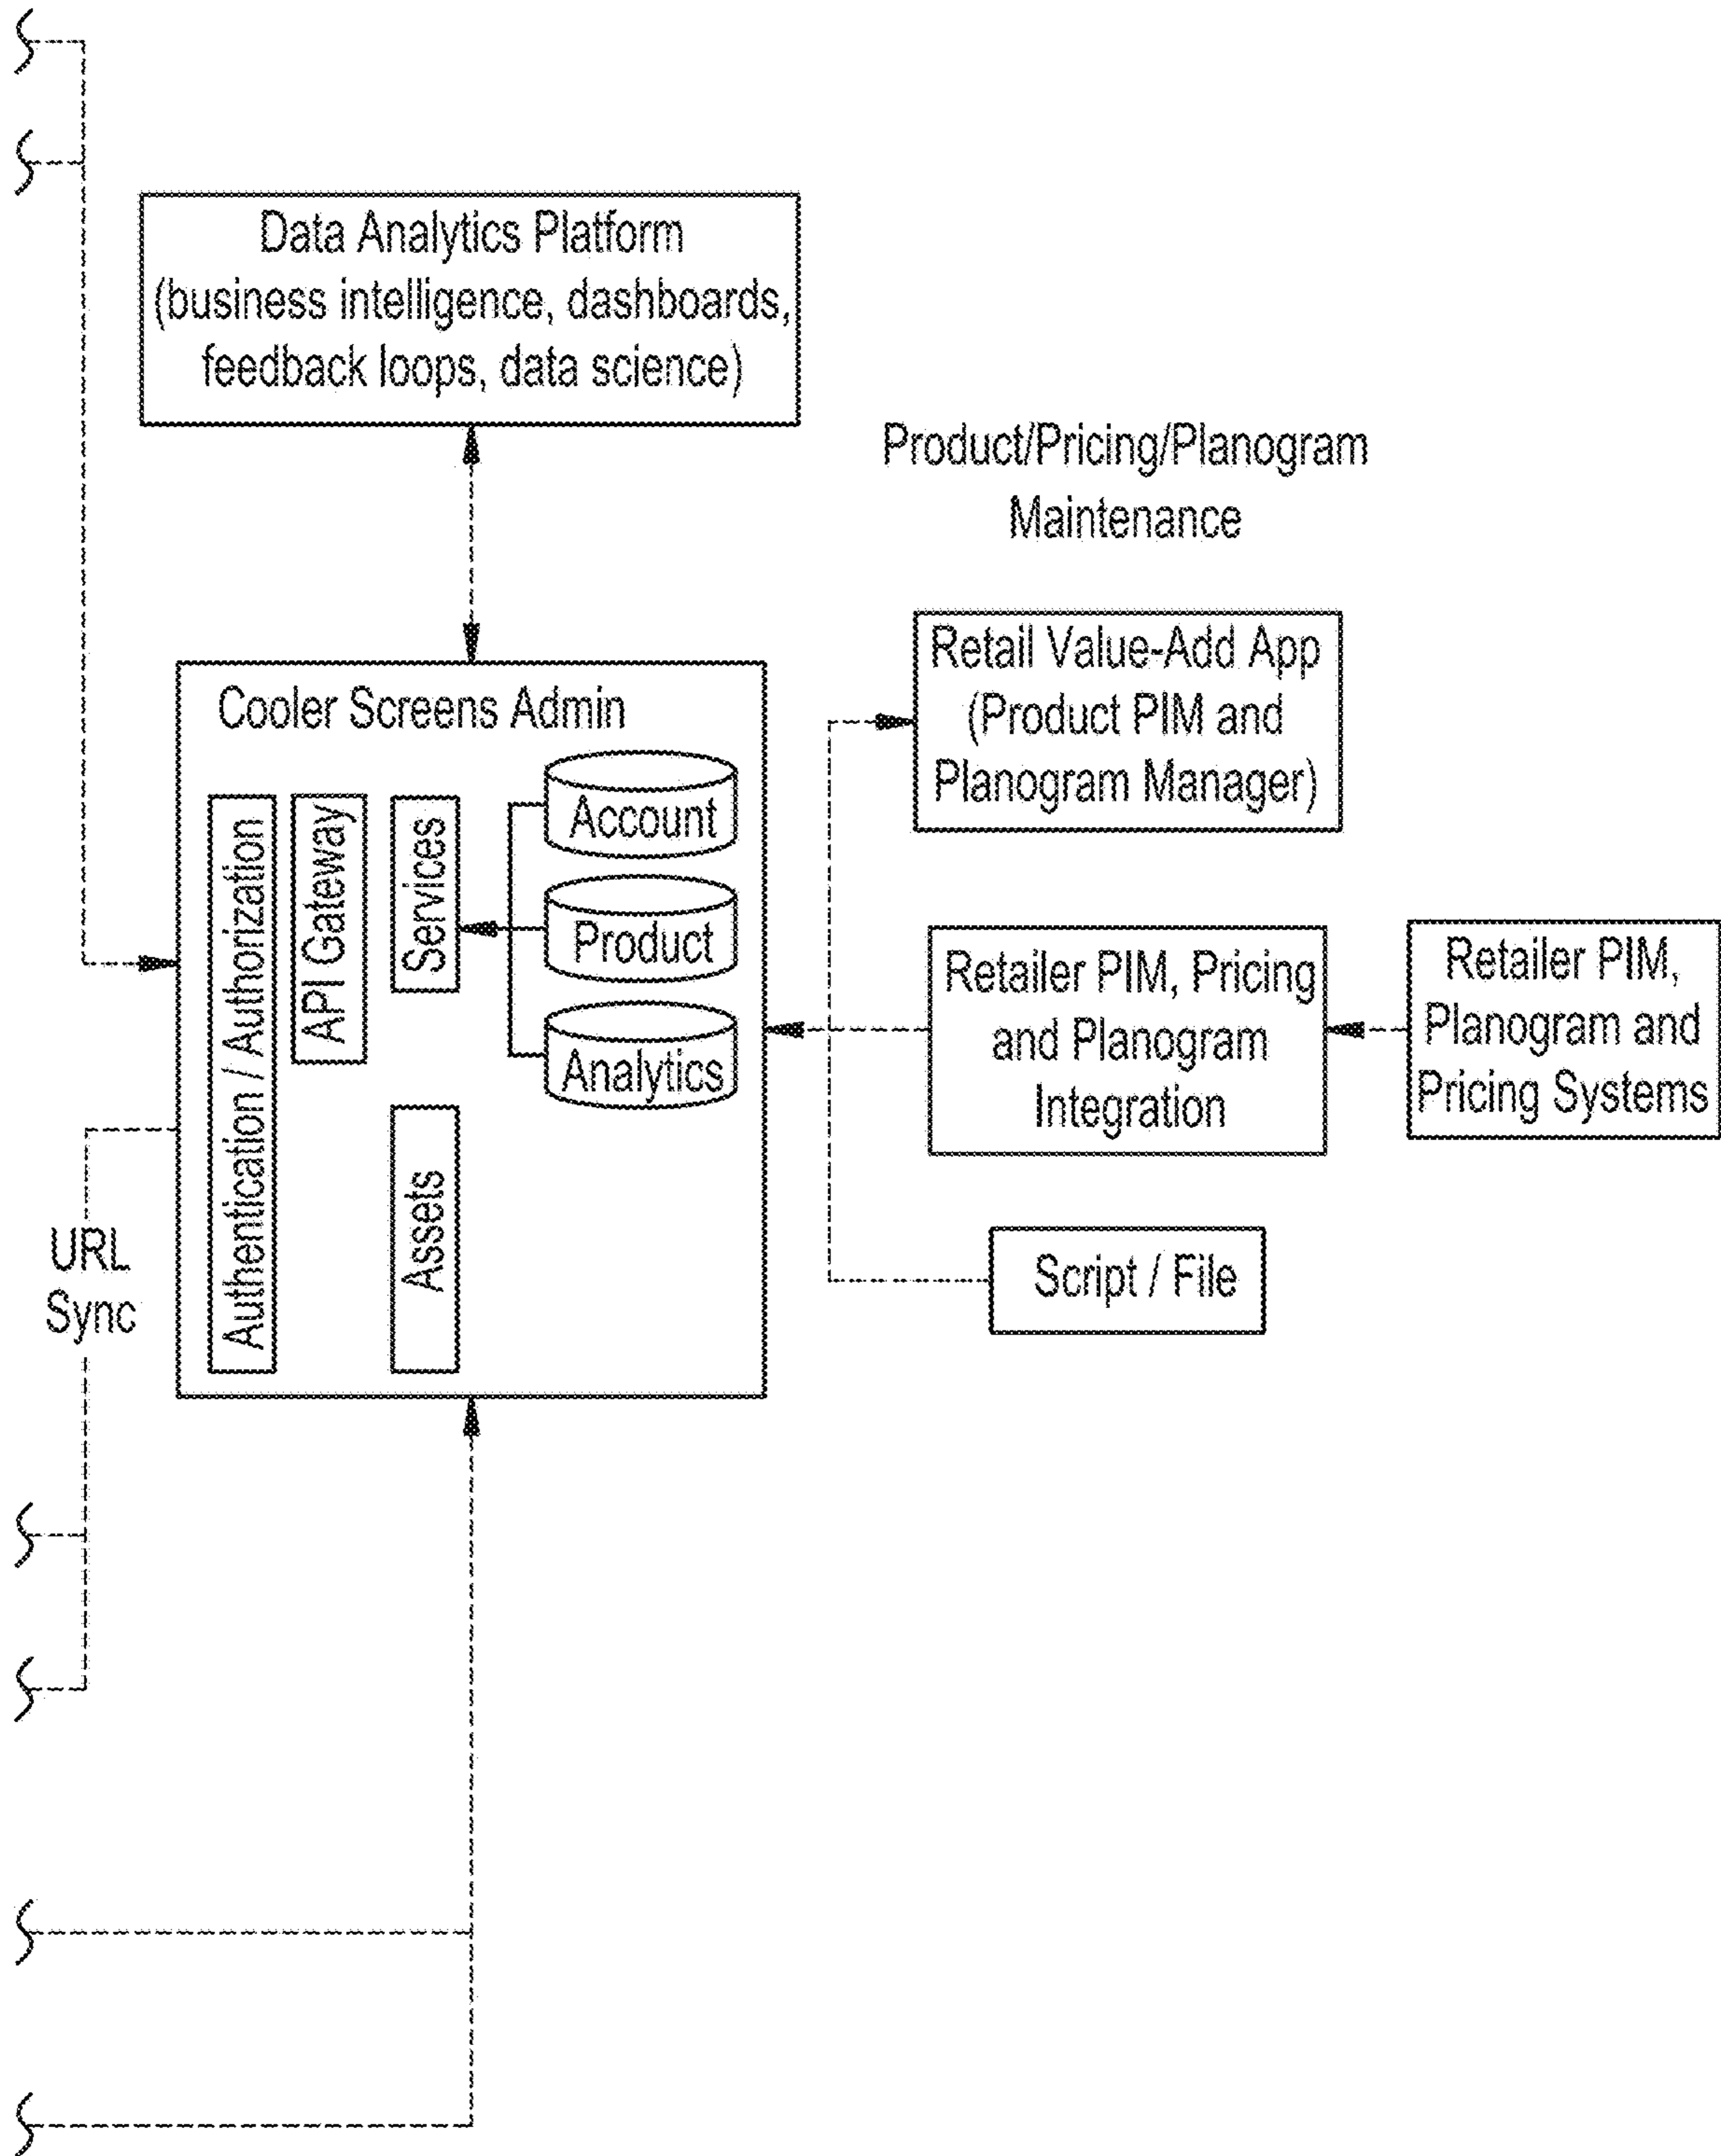 Data Analytics Platform
(business intelligence, dashboards,
feedback loops, data science)
Product/Pricing/Planogram
Maintenance
Cooler Screens Admin
Authentication / Authorization
API Gateway
Services
Assets
Account
Product
Analytics
Retail Value-Add App
(Product PIM and
Planogram Manager)
Retailer PIM, Pricing
and Planogram
Integration
Retailer PIM,
Planogram and
Pricing Systems
Script / File
URL
Sync